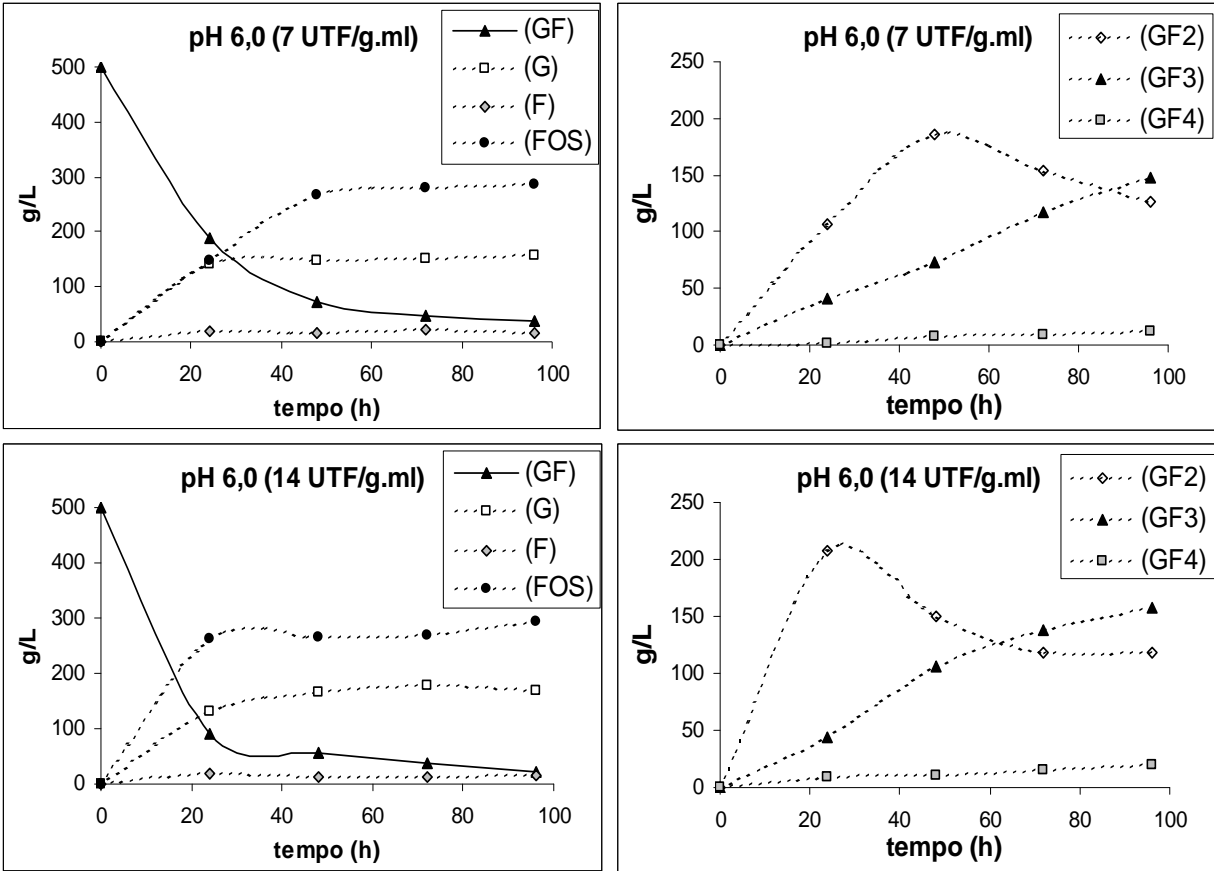 pH 6,0 (7 UTF/g.ml)
(GF)
(G)
(F)
(FOS)
500
400
300
200
100
0
g/L
0 20 40 60 80 100
tempo (h)
pH 6,0 (7 UTF/g.ml)
(GF2)
(GF3)
(GF4)
250
200
150
100
50
0
g/L
0 20 40 60 80 100
tempo (h)
pH 6,0 (14 UTF/g.ml)
(GF)
(G)
(F)
(FOS)
500
400
300
200
100
0
g/L
0 20 40 60 80 100
tempo (h)
pH 6,0 (14 UTF/g.ml)
(GF2)
(GF3)
(GF4)
250
200
150
100
50
0
g/L
0 20 40 60 80 100
tempo (h)